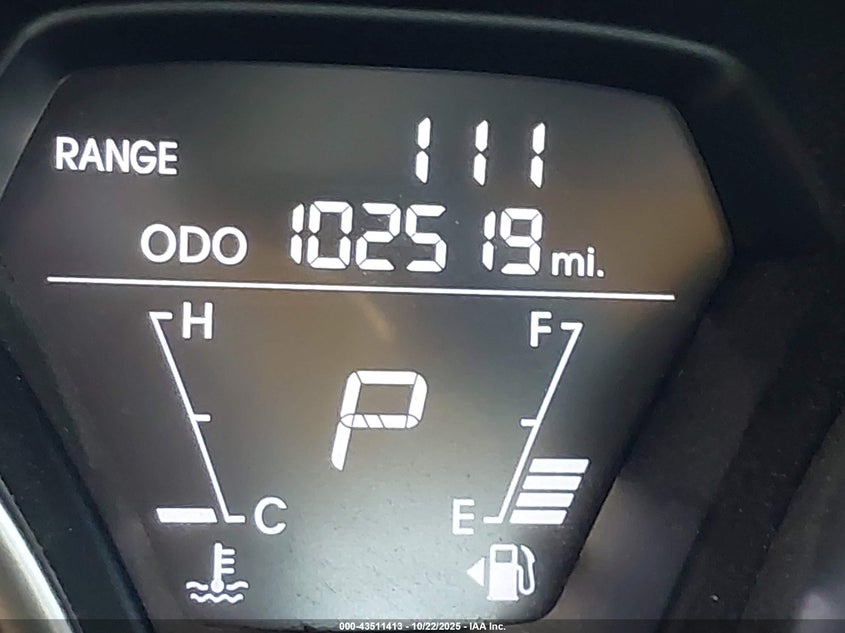 RANGE 111
ODO 102519 mi.
H F
P
C E
000-43511413 - 10/22/2025 - IAA Inc.